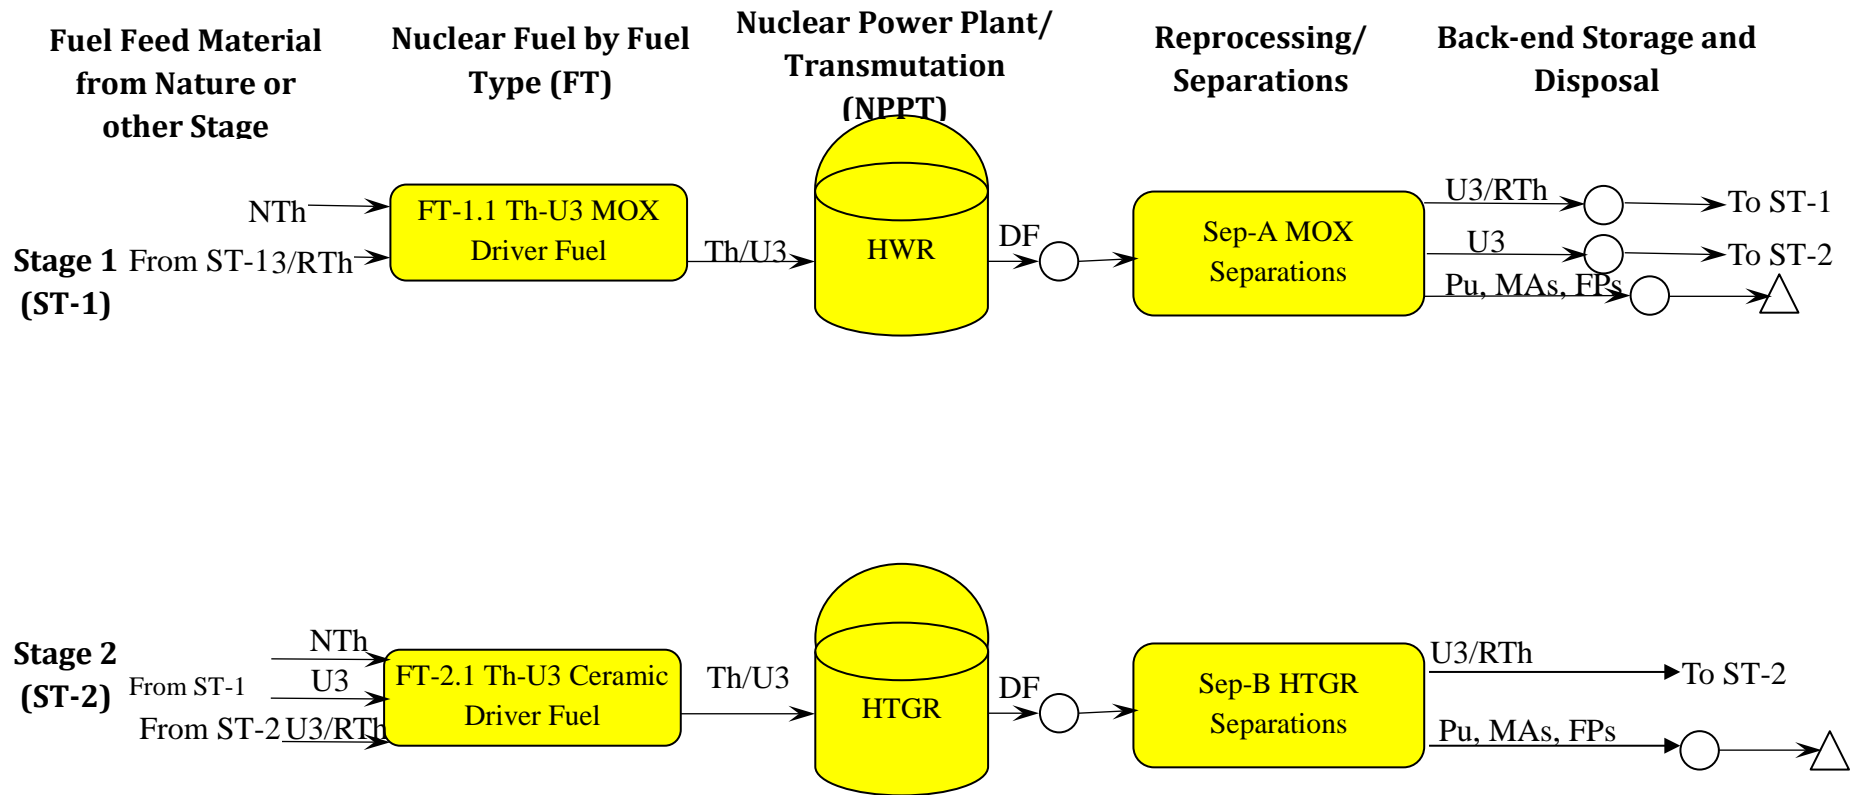 Fuel Feed Material
from Nature or
other Stage
Nuclear Fuel by Fuel
Type (FT)
Nuclear Power Plant/
Transmutation
(NPPT)
Reprocessing/
Separations
Back-end Storage and
Disposal
Stage 1
(ST-1)
NTh
From ST-1 3/RTh
FT-1.1 Th-U3 MOX
Driver Fuel
Th/U3
HWR
DF
Sep-A MOX
Separations
U3/RTh
To ST-1
U3
To ST-2
Pu, MAs, FPs
Stage 2
(ST-2)
NTh
From ST-1
U3
From ST-2
U3/RTh
FT-2.1 Th-U3 Ceramic
Driver Fuel
Th/U3
HTGR
DF
Sep-B HTGR
Separations
U3/RTh
To ST-2
Pu, MAs, FPs